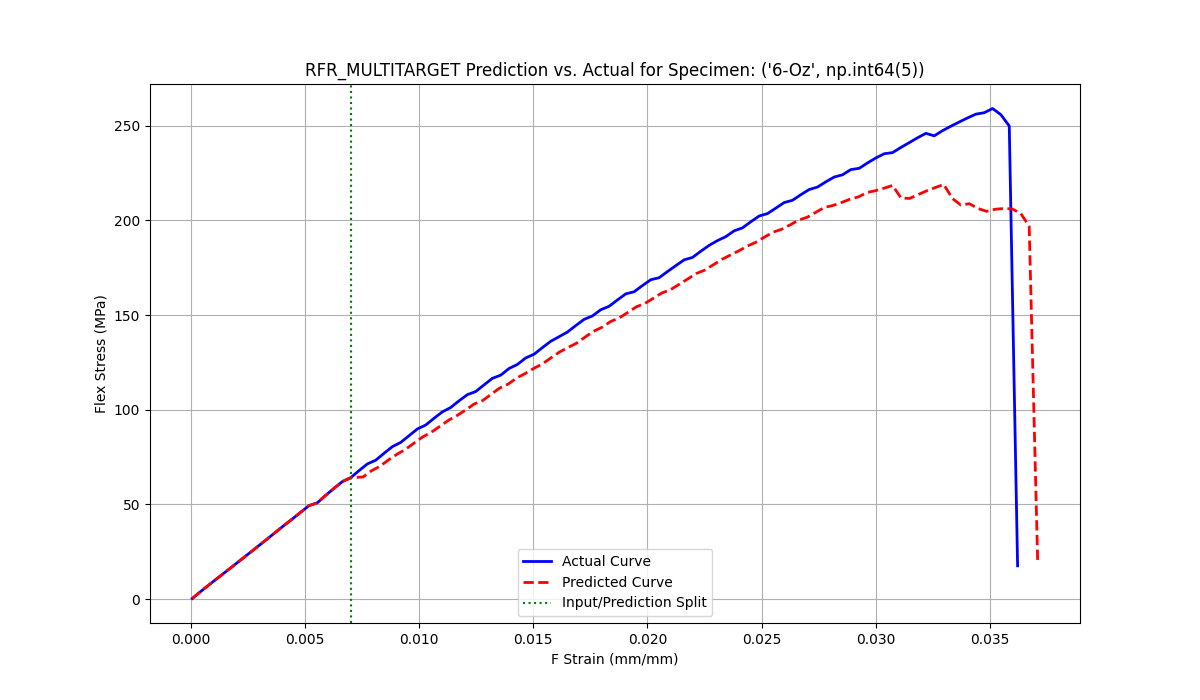 RFR_MULTITARGET Prediction vs. Actual for Specimen: ('6-Oz', np.int64(5))
Flex Stress (MPa)
250
200
150
100
50
0
Actual Curve
Predicted Curve
Input/Prediction Split
0.000 0.005 0.010 0.015 0.020 0.025 0.030 0.035
F Strain (mm/mm)